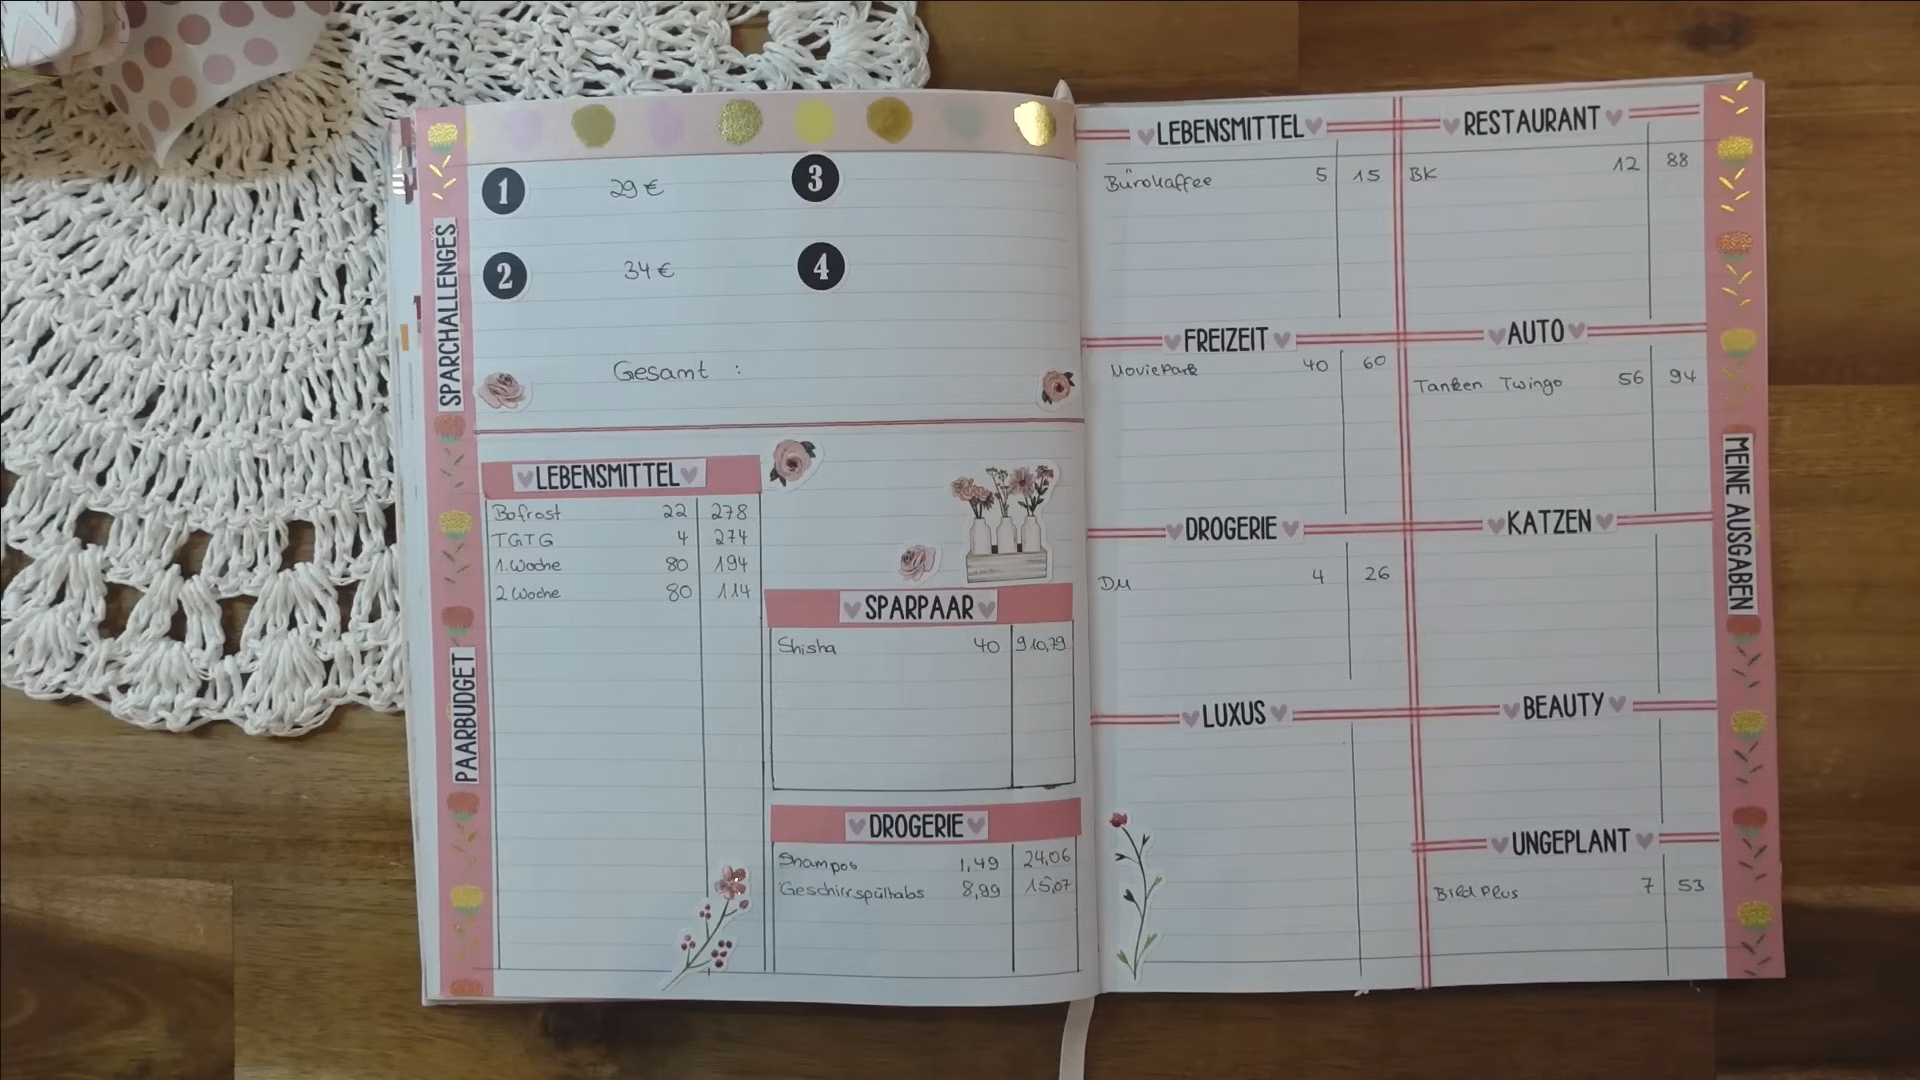 SPARCHALLENGES
1 29€
2 34€
3
4
Gesamt :
PAARBUDGET
LEBENSMITTEL
Bofrost 22 278
TGTG 4 274
1.Woche 80 194
2 Woche 80 114
SPARPAAR
Shisha 40 910,79
DROGERIE
Shampoo 1,49 24,06
Geschirrspültabs 8,99 15,07
LEBENSMITTEL
Bürokaffee 5 15
RESTAURANT
BK 12 88
FREIZEIT
MoviePark 40 60
AUTO
Tanken Twingo 56 94
DROGERIE
DM 4 26
KATZEN
LUXUS
BEAUTY
UNGEPLANT
Bild Plus 7 53
MEINE AUSGABEN